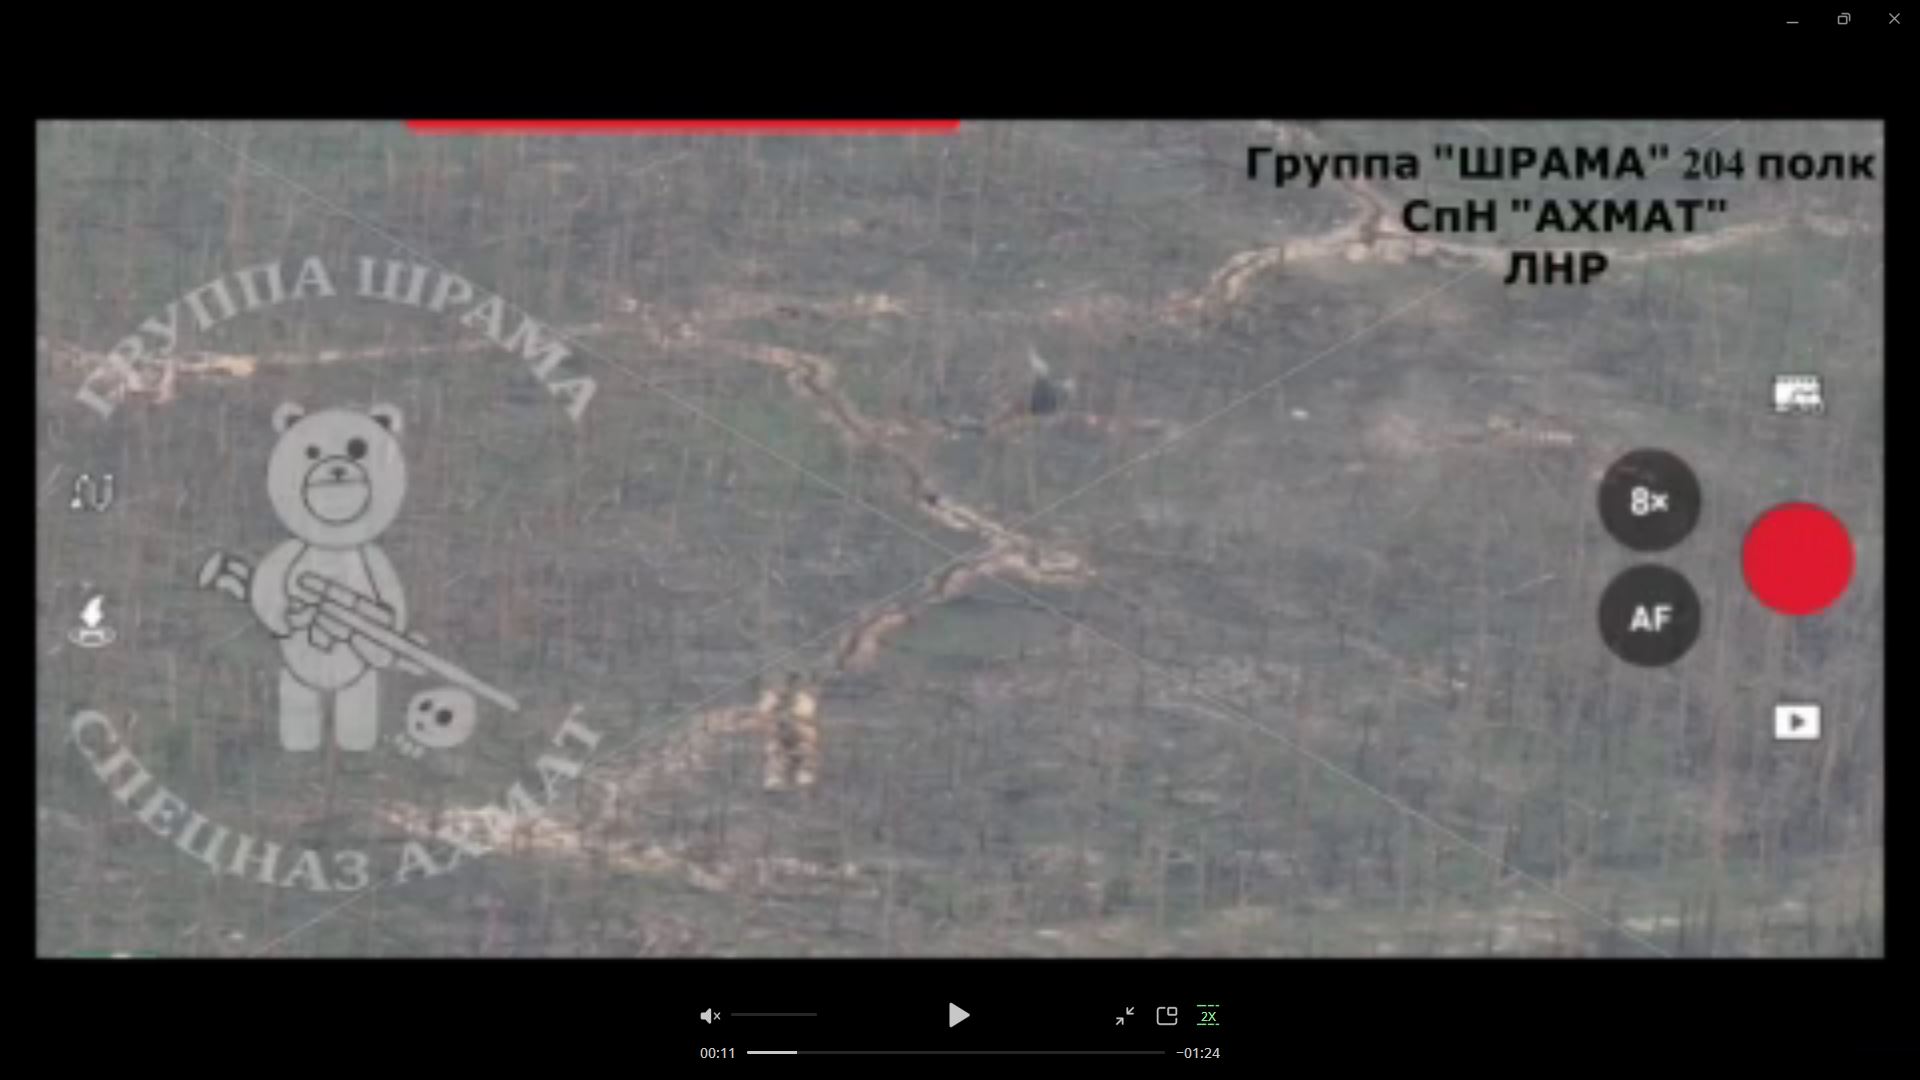 Группа "ШРАМА" 204 полк
СпН "АХМАТ"
ЛНР
ГРУППА ШРАМА
8×
AF
СПЕЦНАЗ АХМАТ
2X
00:11
−01:24